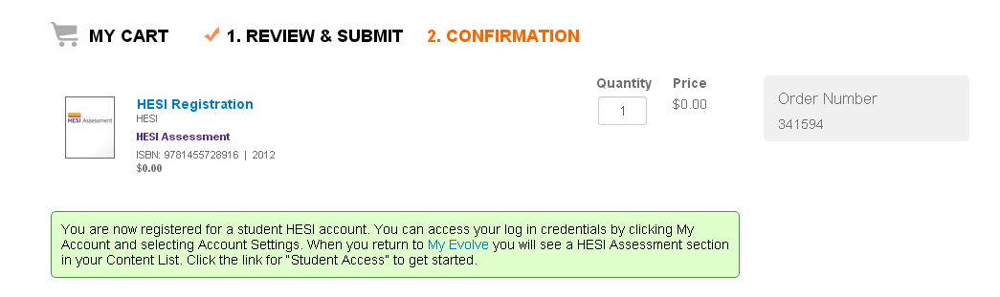 MY CART
1. REVIEW & SUBMIT
2. CONFIRMATION
Quantity
Price
HESI Registration
HESI
HESI Assessment
ISBN: 9781455728916 | 2012
$0.00
HESI Assessment
1
$0.00
Order Number
341594
You are now registered for a student HESI account. You can access your log in credentials by clicking My
Account and selecting Account Settings. When you return to My Evolve you will see a HESI Assessment section
in your Content List. Click the link for “Student Access” to get started.